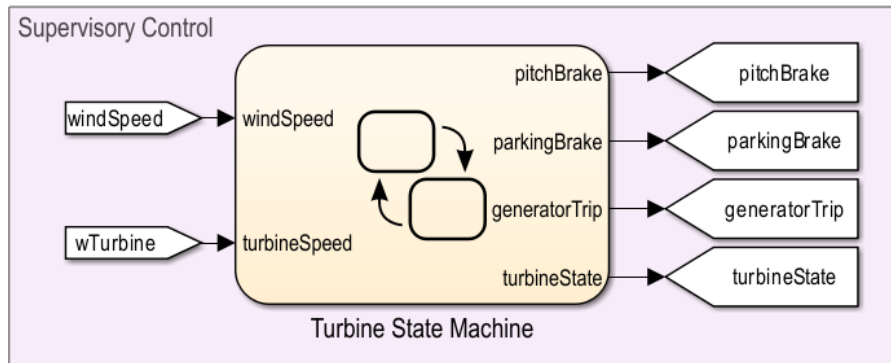 Supervisory Control
windSpeed
windSpeed
wTurbine
turbineSpeed
pitchBrake
pitchBrake
parkingBrake
parkingBrake
generatorTrip
generatorTrip
turbineState
turbineState
Turbine State Machine